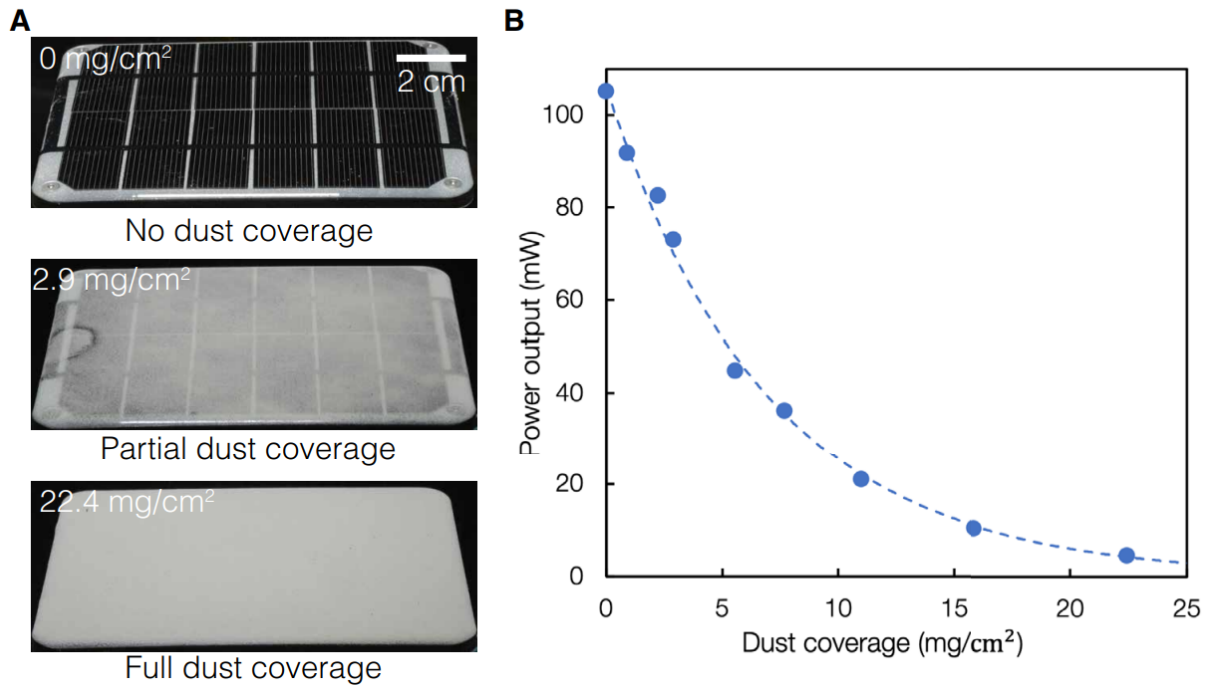 A
0 mg/cm²
2 cm
No dust coverage
2.9 mg/cm²
Partial dust coverage
22.4 mg/cm²
Full dust coverage
B
Power output (mW)
100
80
60
40
20
0
0 5 10 15 20 25
Dust coverage (mg/cm²)